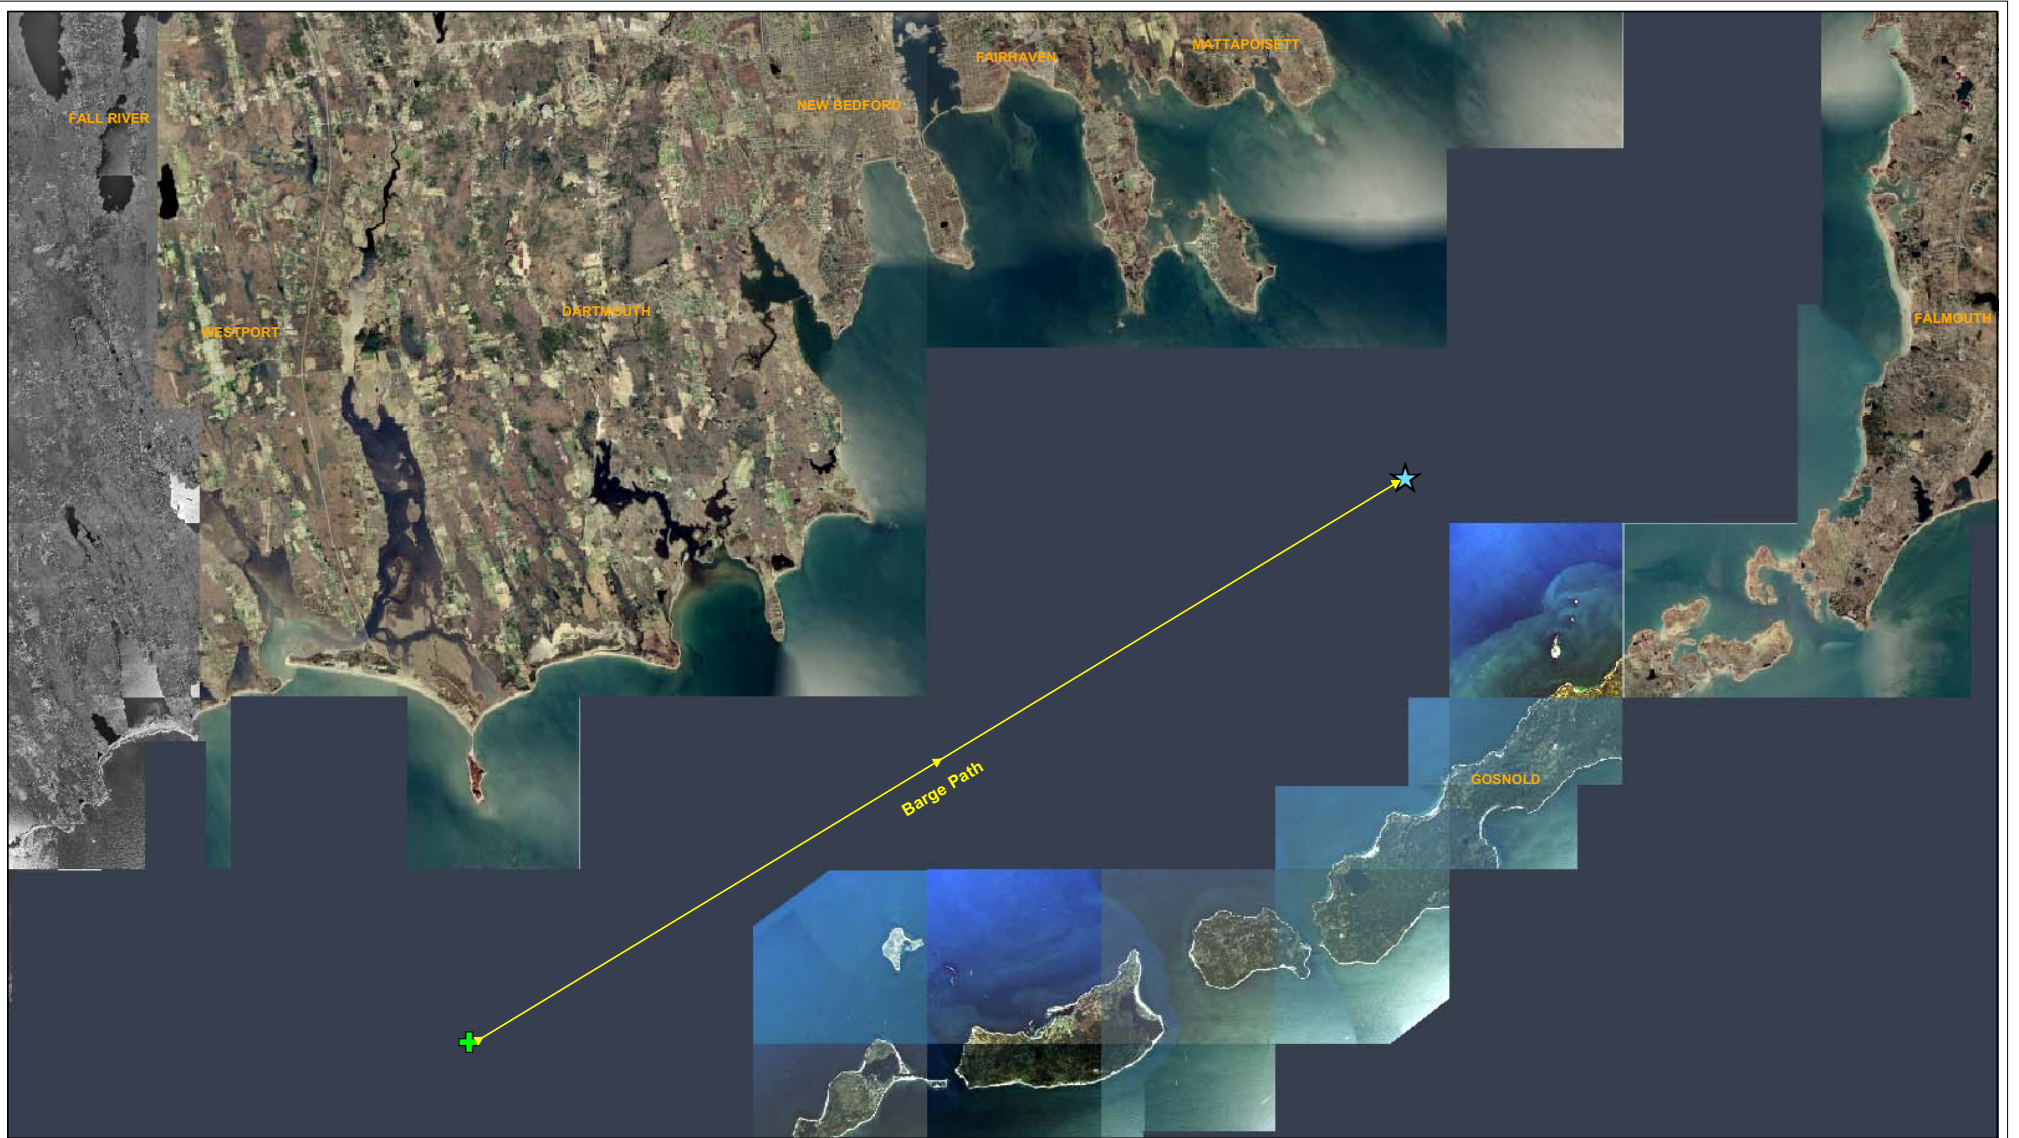 MATTAPOISETT
FAIRHAVEN
NEW BEDFORD
FALL RIVER
DARTMOUTH
FALMOUTH
WESTPORT
GOSNOLD
Barge Path